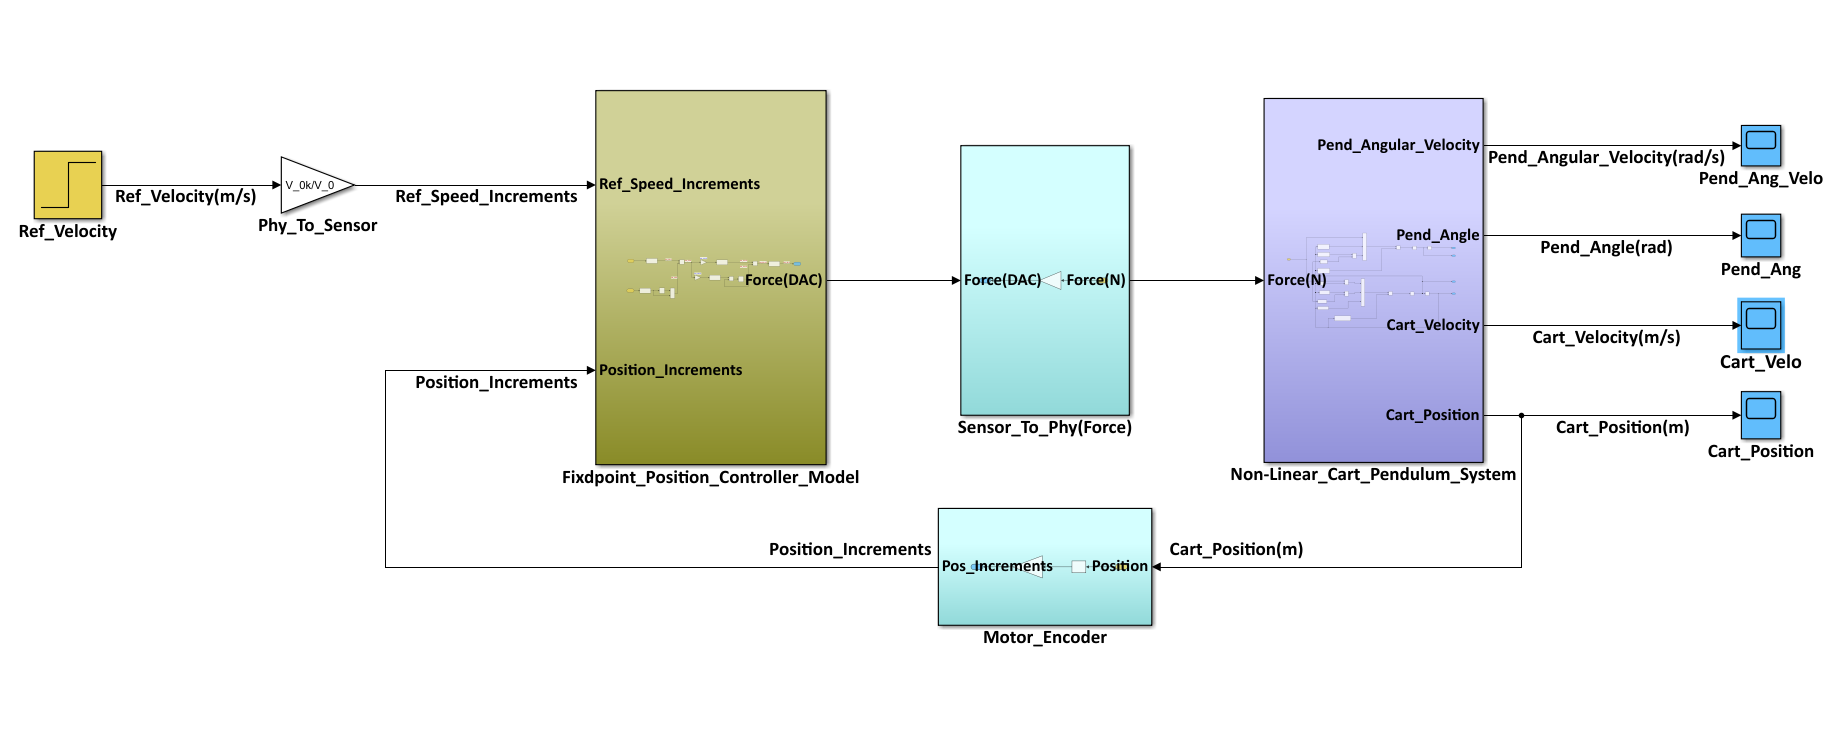 Ref_Velocity
Ref_Velocity(m/s)
V_0k/V_0
Phy_To_Sensor
Ref_Speed_Increments
Ref_Speed_Increments
Force(DAC)
Position_Increments
Position_Increments
Fixdpoint_Position_Controller_Model
Force(DAC)
Force(N)
Sensor_To_Phy(Force)
Force(N)
Pend_Angular_Velocity
Pend_Angle
Cart_Velocity
Cart_Position
Non-Linear_Cart_Pendulum_System
Pend_Angular_Velocity(rad/s)
Pend_Ang_Velo
Pend_Angle(rad)
Pend_Ang
Cart_Velocity(m/s)
Cart_Velo
Cart_Position(m)
Cart_Position
Position_Increments
Pos_Increments
Position
Cart_Position(m)
Motor_Encoder